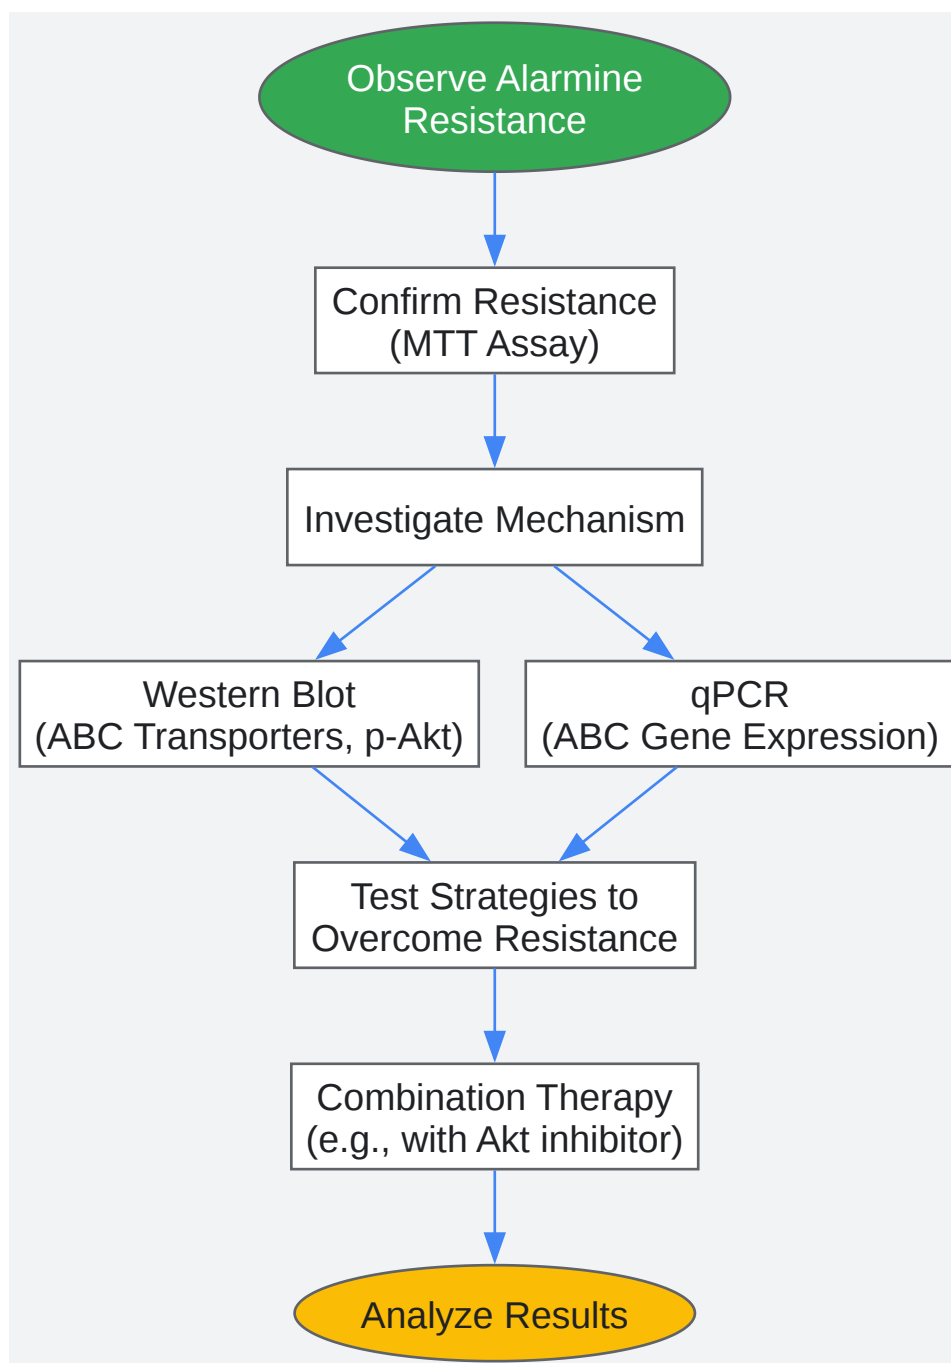 Observe Alarmine
Resistance
Confirm Resistance
(MTT Assay)
Investigate Mechanism
Western Blot
(ABC Transporters, p-Akt)
qPCR
(ABC Gene Expression)
Test Strategies to
Overcome Resistance
Combination Therapy
(e.g., with Akt inhibitor)
Analyze Results